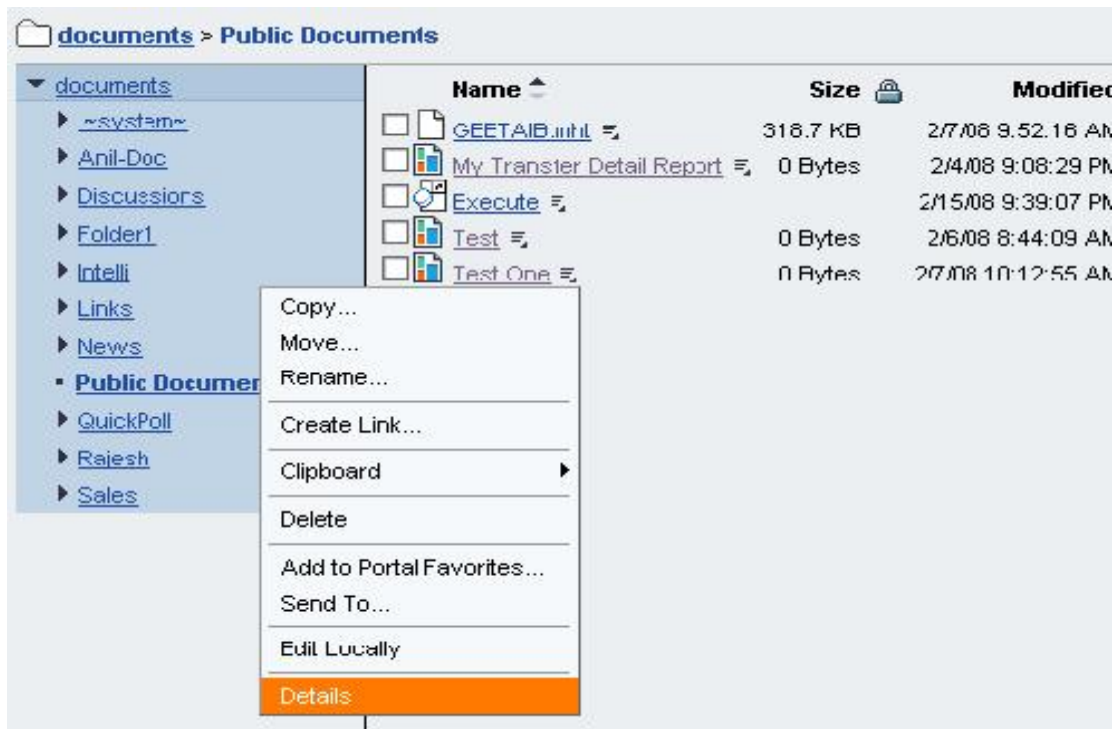 documents > Public Documents
documents
~system~
Anil-Doc
Discussions
Folder1
Intelli
Links
News
Public Documen
QuickPoll
Rajesh
Sales
Name Size Modified
GEETAIB.mht 318.7 KB 2/7/08 9:52:16 AM
My Transfer Detail Report 0 Bytes 2/4/08 9:08:29 PM
Execute 2/15/08 9:39:07 PM
Test 0 Bytes 2/6/08 8:44:09 AM
Test One 0 Bytes 2/7/08 10:12:55 AM
Copy...
Move...
Rename...
Create Link...
Clipboard
Delete
Add to Portal Favorites...
Send To...
Edit Locally
Details